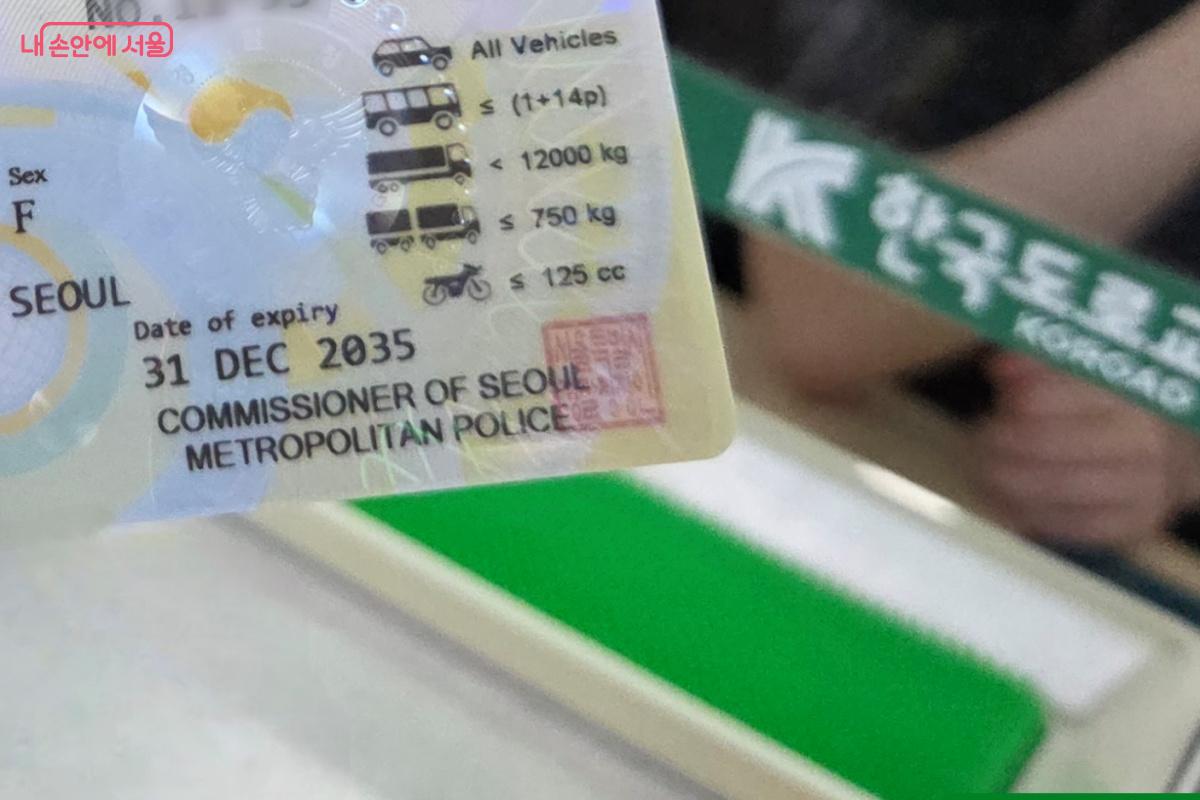 내 손안에 서울
All Vehicles
≤ (1+14p)
< 12000 kg
≤ 750 kg
≤ 125 cc
Sex
F
SEOUL
Date of expiry
31 DEC 2035
COMMISSIONER OF SEOUL
METROPOLITAN POLICE
한국도로
KOROAD